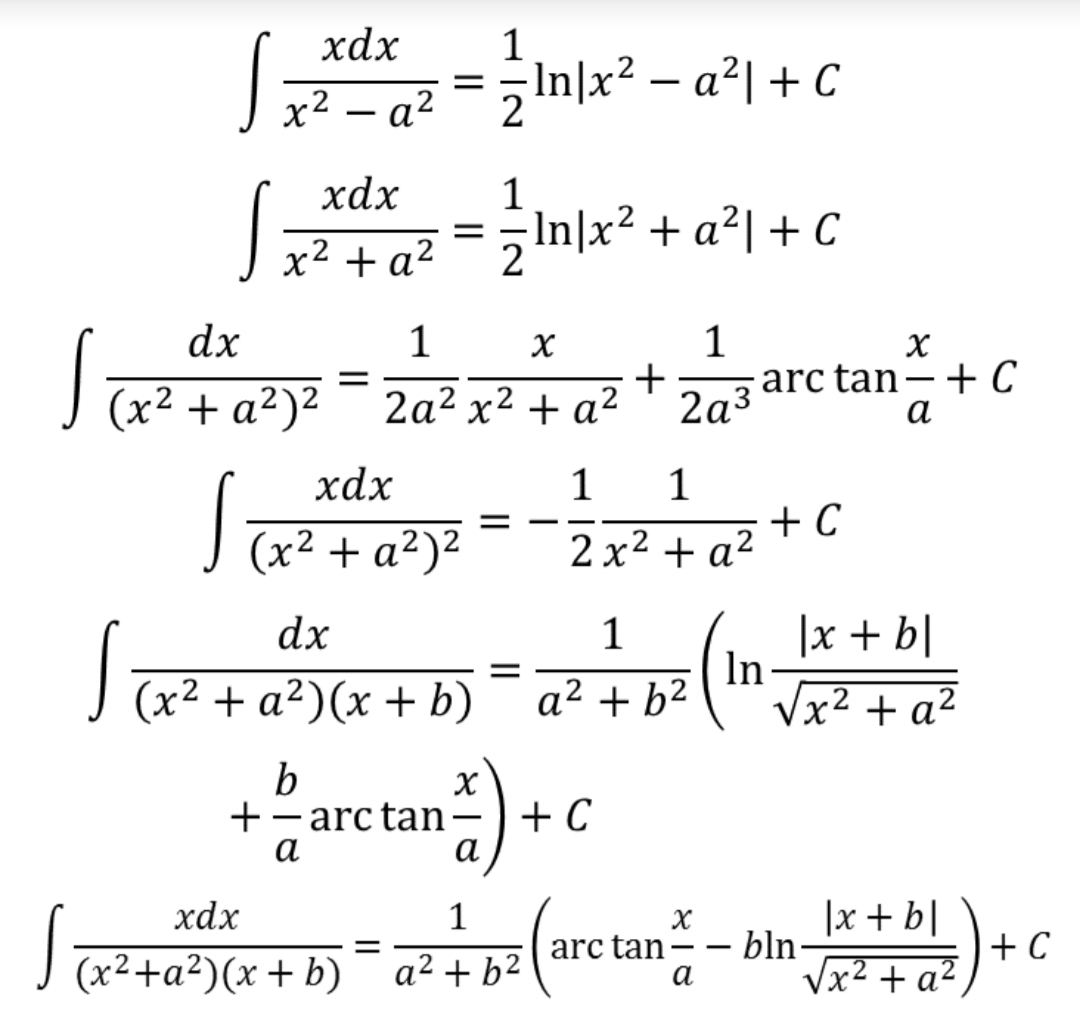 ∫ xdx/(x² − a²) = 1/2 ln|x² − a²| + C
∫ xdx/(x² + a²) = 1/2 ln|x² + a²| + C
∫ dx/(x² + a²)² = 1/(2a²) x/(x² + a²) + 1/(2a³) arc tan x/a + C
∫ xdx/(x² + a²)² = − 1/2 1/(x² + a²) + C
∫ dx/((x² + a²)(x + b)) = 1/(a² + b²) (ln |x + b|/√(x² + a²)
+ b/a arc tan x/a) + C
∫ xdx/((x²+a²)(x + b)) = 1/(a² + b²) (arc tan x/a − bln |x + b|/√(x² + a²)) + C